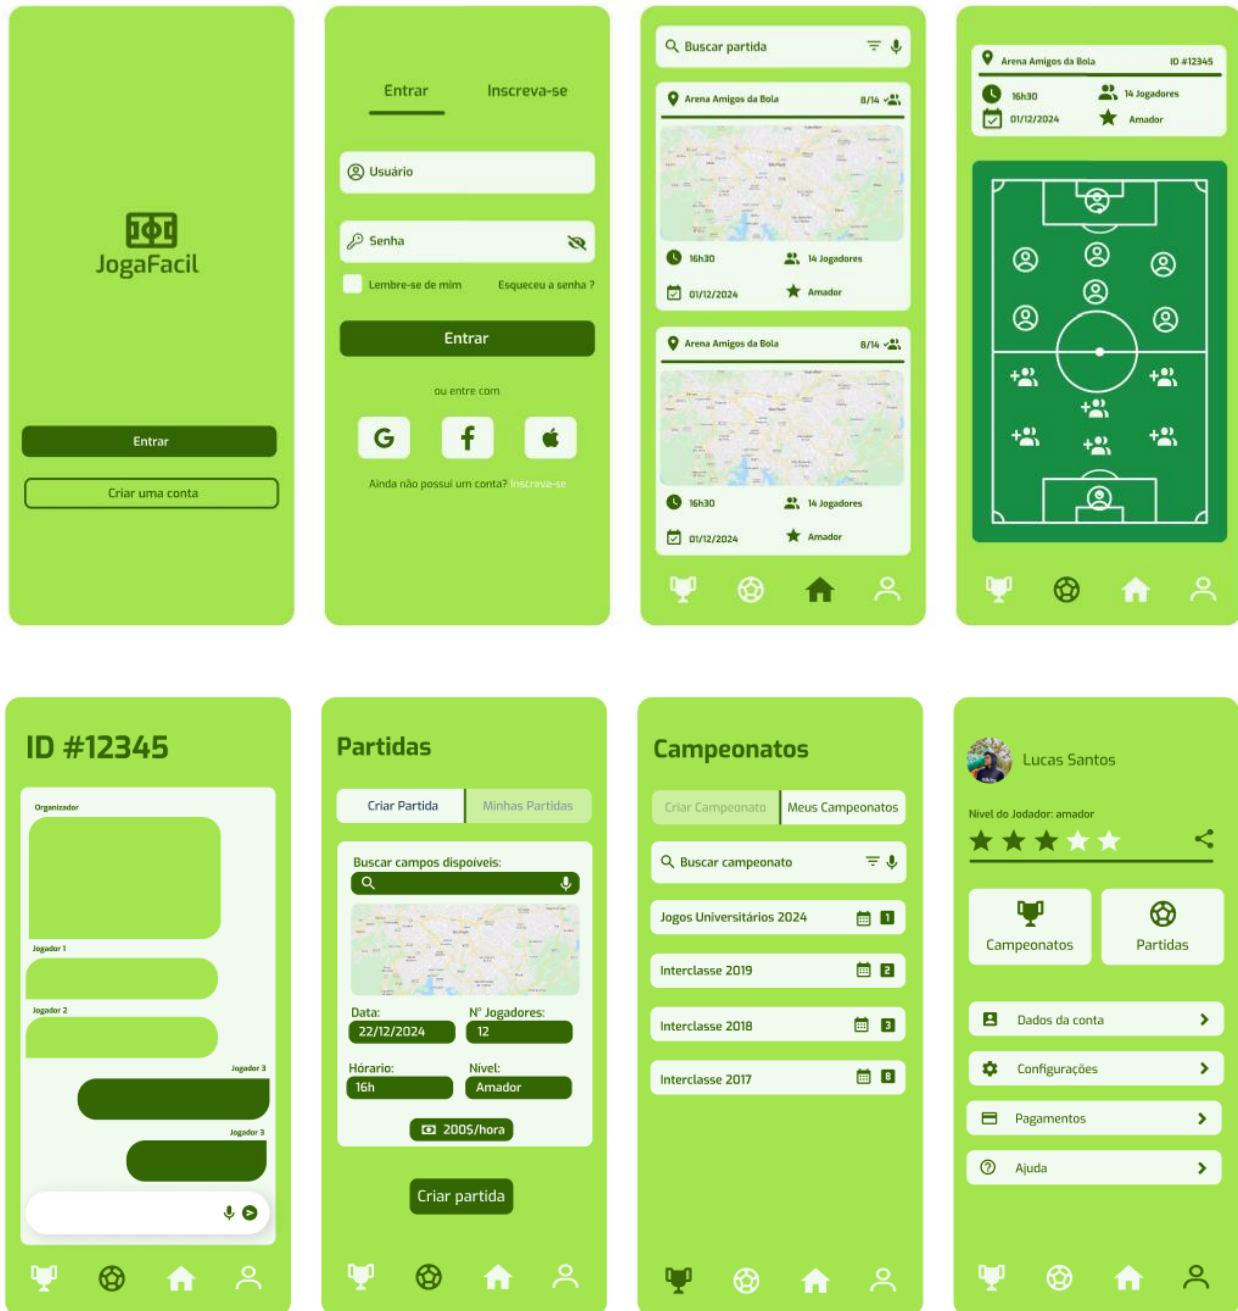 JogaFacil
Entrar
Criar uma conta
Entrar Inscreva-se
Usuário
Senha
Lembre-se de mim Esqueceu a senha ?
Entrar
ou entre com
G f
Ainda não possui um conta? Inscreva-se
Buscar partida
Arena Amigos da Bola 8/14
São Paulo
16h30 14 Jogadores
01/12/2024 Amador
Arena Amigos da Bola 8/14
16h30 14 Jogadores
01/12/2024 Amador
Arena Amigos da Bola ID #12345
16h30 14 Jogadores
01/12/2024 Amador
ID #12345
Organizador
Jogador 1
Jogador 2
Jogador 3
Jogador 3
Partidas
Criar Partida Minhas Partidas
Buscar campos dispoíveis:
Data: N° Jogadores:
22/12/2024 12
Hórario: Nível:
16h Amador
200$/hora
Criar partida
Campeonatos
Criar Campeonato Meus Campeonatos
Buscar campeonato
Jogos Universitários 2024 1
Interclasse 2019 2
Interclasse 2018 3
Interclasse 2017 8
Lucas Santos
Nível do Jodador: amador
Campeonatos Partidas
Dados da conta
Configurações
Pagamentos
Ajuda